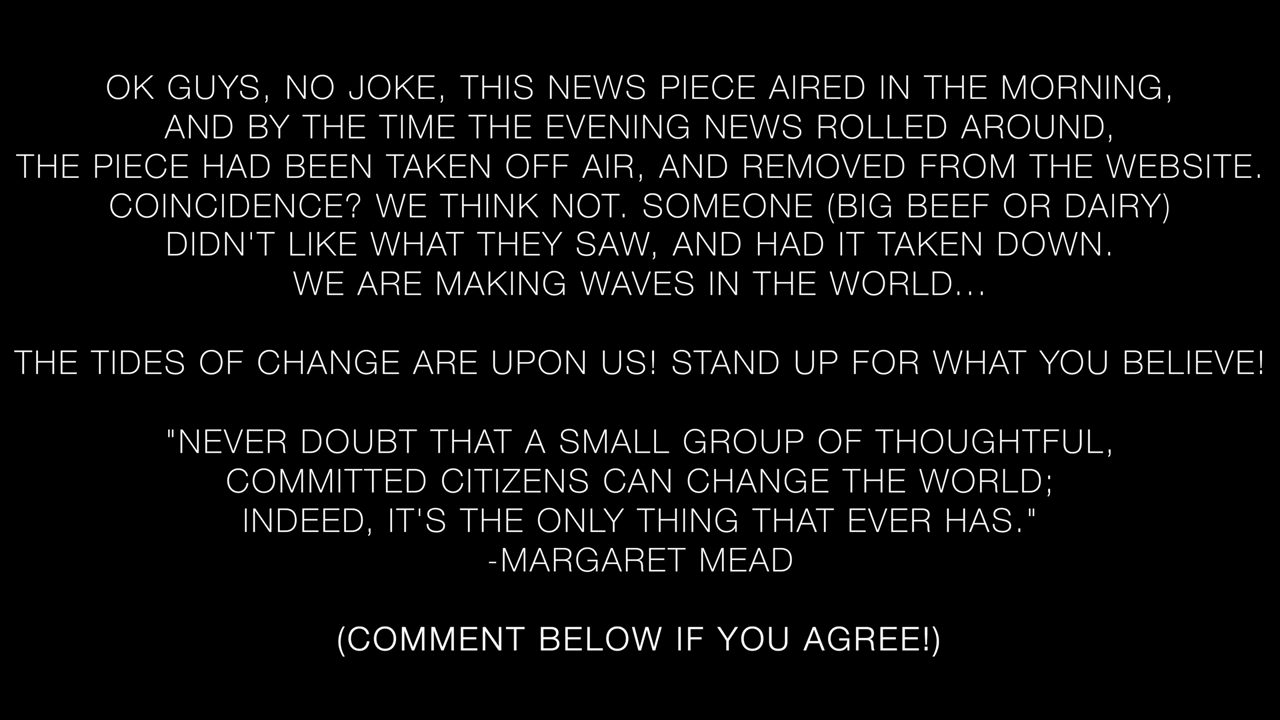 OK GUYS, NO JOKE, THIS NEWS PIECE AIRED IN THE MORNING,
AND BY THE TIME THE EVENING NEWS ROLLED AROUND,
THE PIECE HAD BEEN TAKEN OFF AIR, AND REMOVED FROM THE WEBSITE.
COINCIDENCE? WE THINK NOT. SOMEONE (BIG BEEF OR DAIRY)
DIDN'T LIKE WHAT THEY SAW, AND HAD IT TAKEN DOWN.
WE ARE MAKING WAVES IN THE WORLD...
THE TIDES OF CHANGE ARE UPON US! STAND UP FOR WHAT YOU BELIEVE!
"NEVER DOUBT THAT A SMALL GROUP OF THOUGHTFUL,
COMMITTED CITIZENS CAN CHANGE THE WORLD;
INDEED, IT'S THE ONLY THING THAT EVER HAS."
-MARGARET MEAD
(COMMENT BELOW IF YOU AGREE!)